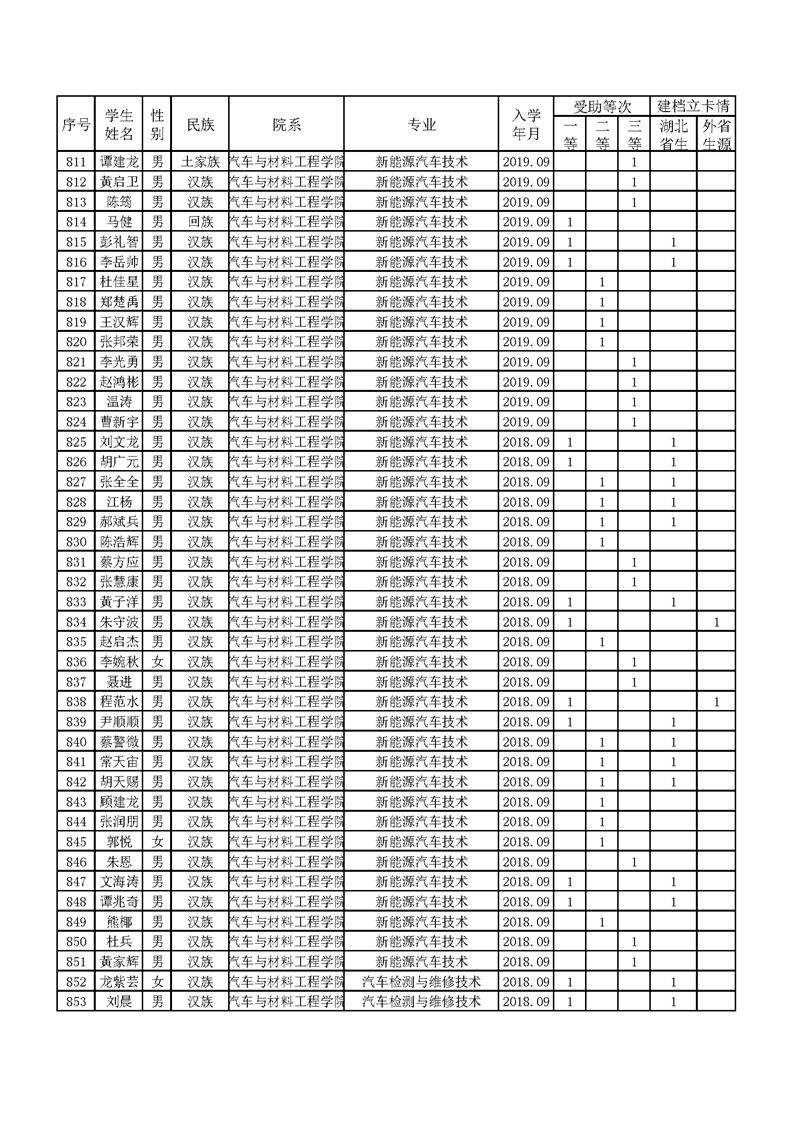 序号 学生姓名 性别 民族 院系 专业 入学年月 受助等次 建档立卡情
一等 二等 三等 湖北省生 外省生源
811 谭建龙 男 土家族 汽车与材料工程学院 新能源汽车技术 2019.09 1
812 黄启卫 男 汉族 汽车与材料工程学院 新能源汽车技术 2019.09 1
813 陈筠 男 汉族 汽车与材料工程学院 新能源汽车技术 2019.09 1
814 马健 男 回族 汽车与材料工程学院 新能源汽车技术 2019.09 1
815 彭礼智 男 汉族 汽车与材料工程学院 新能源汽车技术 2019.09 1 1
816 李岳帅 男 汉族 汽车与材料工程学院 新能源汽车技术 2019.09 1 1
817 杜佳星 男 汉族 汽车与材料工程学院 新能源汽车技术 2019.09 1
818 郑楚禹 男 汉族 汽车与材料工程学院 新能源汽车技术 2019.09 1
819 王汉辉 男 汉族 汽车与材料工程学院 新能源汽车技术 2019.09 1
820 张邦荣 男 汉族 汽车与材料工程学院 新能源汽车技术 2019.09 1
821 李光勇 男 汉族 汽车与材料工程学院 新能源汽车技术 2019.09 1
822 赵鸿彬 男 汉族 汽车与材料工程学院 新能源汽车技术 2019.09 1
823 温涛 男 汉族 汽车与材料工程学院 新能源汽车技术 2019.09 1
824 曹新宇 男 汉族 汽车与材料工程学院 新能源汽车技术 2019.09 1
825 刘文龙 男 汉族 汽车与材料工程学院 新能源汽车技术 2018.09 1 1
826 胡广元 男 汉族 汽车与材料工程学院 新能源汽车技术 2018.09 1 1
827 张全全 男 汉族 汽车与材料工程学院 新能源汽车技术 2018.09 1 1
828 江杨 男 汉族 汽车与材料工程学院 新能源汽车技术 2018.09 1 1
829 郝斌兵 男 汉族 汽车与材料工程学院 新能源汽车技术 2018.09 1 1
830 陈浩辉 男 汉族 汽车与材料工程学院 新能源汽车技术 2018.09 1
831 蔡方应 男 汉族 汽车与材料工程学院 新能源汽车技术 2018.09 1
832 张慧康 男 汉族 汽车与材料工程学院 新能源汽车技术 2018.09 1
833 黄子洋 男 汉族 汽车与材料工程学院 新能源汽车技术 2018.09 1 1
834 朱守波 男 汉族 汽车与材料工程学院 新能源汽车技术 2018.09 1 1
835 赵启杰 男 汉族 汽车与材料工程学院 新能源汽车技术 2018.09 1
836 李婉秋 女 汉族 汽车与材料工程学院 新能源汽车技术 2018.09 1
837 聂进 男 汉族 汽车与材料工程学院 新能源汽车技术 2018.09 1
838 程范水 男 汉族 汽车与材料工程学院 新能源汽车技术 2018.09 1 1
839 尹顺顺 男 汉族 汽车与材料工程学院 新能源汽车技术 2018.09 1 1
840 蔡警微 男 汉族 汽车与材料工程学院 新能源汽车技术 2018.09 1 1
841 常天宙 男 汉族 汽车与材料工程学院 新能源汽车技术 2018.09 1 1
842 胡天赐 男 汉族 汽车与材料工程学院 新能源汽车技术 2018.09 1 1
843 顾建龙 男 汉族 汽车与材料工程学院 新能源汽车技术 2018.09 1
844 张润朋 男 汉族 汽车与材料工程学院 新能源汽车技术 2018.09 1
845 郭悦 女 汉族 汽车与材料工程学院 新能源汽车技术 2018.09 1
846 朱恩 男 汉族 汽车与材料工程学院 新能源汽车技术 2018.09 1
847 文海涛 男 汉族 汽车与材料工程学院 新能源汽车技术 2018.09 1 1
848 谭兆奇 男 汉族 汽车与材料工程学院 新能源汽车技术 2018.09 1 1
849 熊椰 男 汉族 汽车与材料工程学院 新能源汽车技术 2018.09 1
850 杜兵 男 汉族 汽车与材料工程学院 新能源汽车技术 2018.09 1
851 黄家辉 男 汉族 汽车与材料工程学院 新能源汽车技术 2018.09 1
852 龙紫芸 女 汉族 汽车与材料工程学院 汽车检测与维修技术 2018.09 1 1
853 刘晨 男 汉族 汽车与材料工程学院 汽车检测与维修技术 2018.09 1 1